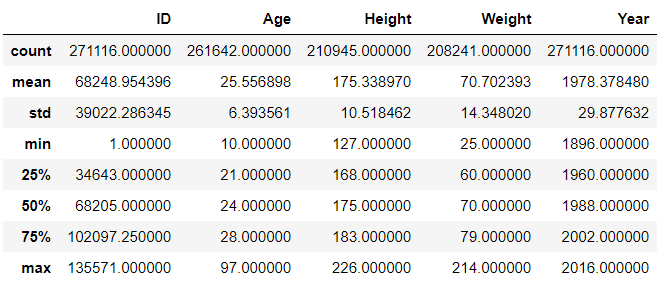 ID Age Height Weight Year
count 271116.000000 261642.000000 210945.000000 208241.000000 271116.000000
mean 68248.954396 25.556898 175.338970 70.702393 1978.378480
std 39022.286345 6.393561 10.518462 14.348020 29.877632
min 1.000000 10.000000 127.000000 25.000000 1896.000000
25% 34643.000000 21.000000 168.000000 60.000000 1960.000000
50% 68205.000000 24.000000 175.000000 70.000000 1988.000000
75% 102097.250000 28.000000 183.000000 79.000000 2002.000000
max 135571.000000 97.000000 226.000000 214.000000 2016.000000